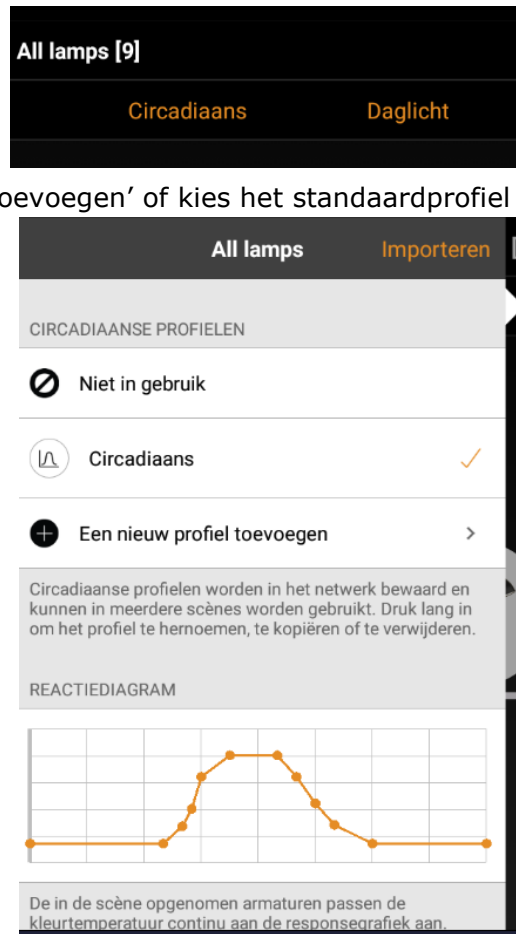 All lamps [9]
Circadiaans Daglicht
oevoegen’ of kies het standaardprofiel
All lamps Importeren
CIRCADIAANSE PROFIELEN
Niet in gebruik
Circadiaans
Een nieuw profiel toevoegen
Circadiaanse profielen worden in het netwerk bewaard en
kunnen in meerdere scènes worden gebruikt. Druk lang in
om het profiel te hernoemen, te kopiëren of te verwijderen.
REACTIEDIAGRAM
De in de scène opgenomen armaturen passen de
kleurtemperatuur continu aan de responsegrafiek aan.